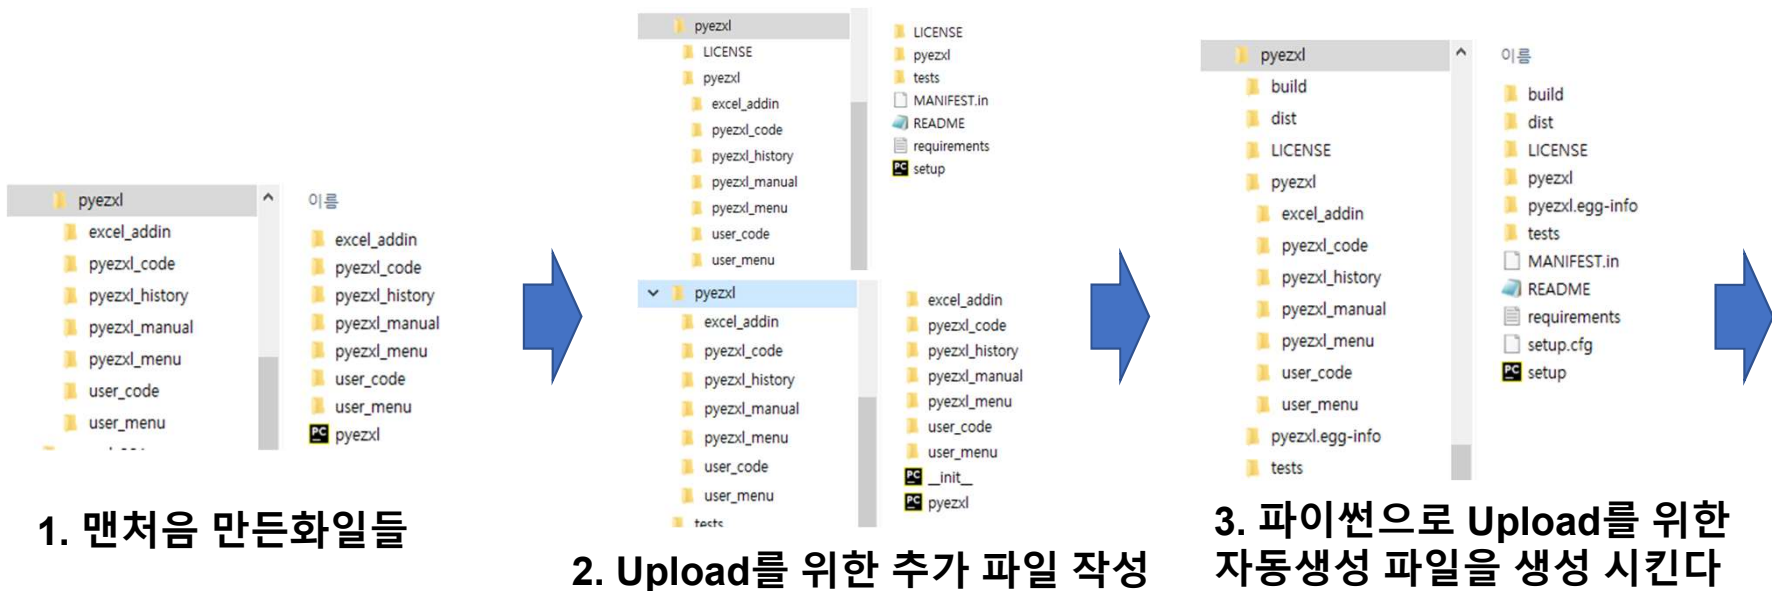 pyezxl
excel_addin
pyezxl_code
pyezxl_history
pyezxl_manual
pyezxl_menu
user_code
user_menu
이름
excel_addin
pyezxl_code
pyezxl_history
pyezxl_manual
pyezxl_menu
user_code
user_menu
PC pyezxl
1. 맨처음 만든화일들
pyezxl
LICENSE
pyezxl
excel_addin
pyezxl_code
pyezxl_history
pyezxl_manual
pyezxl_menu
user_code
user_menu
LICENSE
pyezxl
tests
MANIFEST.in
README
requirements
PC setup
pyezxl
excel_addin
pyezxl_code
pyezxl_history
pyezxl_manual
pyezxl_menu
user_code
user_menu
tests
excel_addin
pyezxl_code
pyezxl_history
pyezxl_manual
pyezxl_menu
user_code
user_menu
PC __init__
PC pyezxl
2. Upload를 위한 추가 파일 작성
pyezxl
build
dist
LICENSE
pyezxl
excel_addin
pyezxl_code
pyezxl_history
pyezxl_manual
pyezxl_menu
user_code
user_menu
pyezxl.egg-info
tests
이름
build
dist
LICENSE
pyezxl
pyezxl.egg-info
tests
MANIFEST.in
README
requirements
setup.cfg
PC setup
3. 파이썬으로 Upload를 위한
자동생성 파일을 생성 시킨다